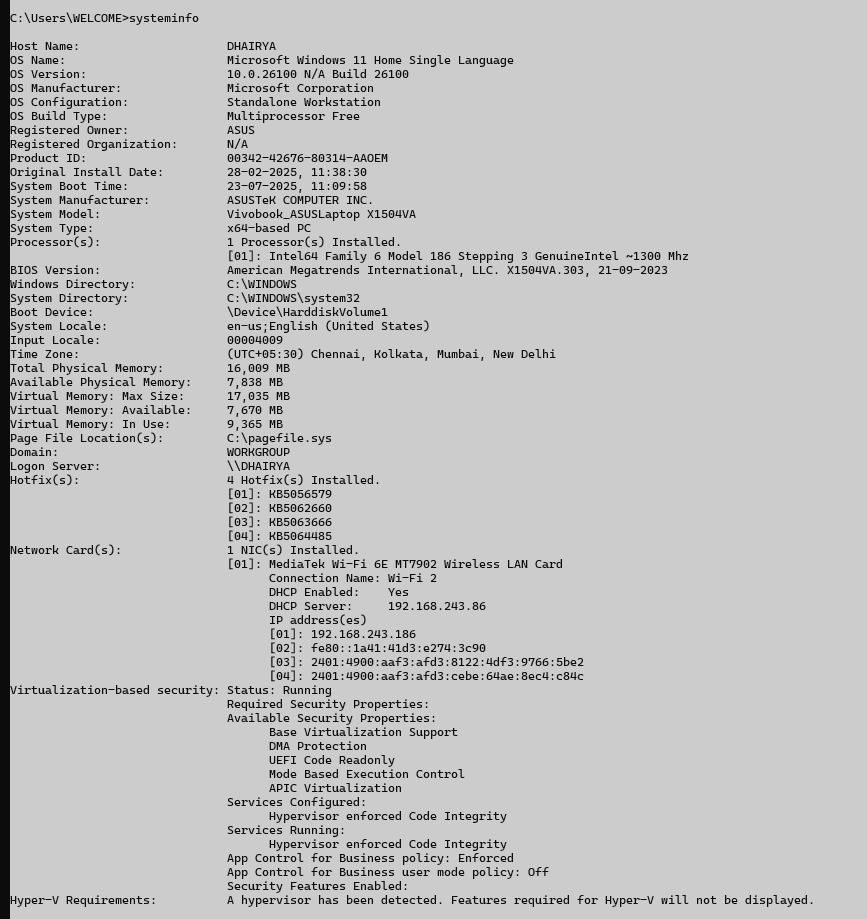 C:\Users\WELCOME>systeminfo
Host Name:                     DHAIRYA
OS Name:                       Microsoft Windows 11 Home Single Language
OS Version:                    10.0.26100 N/A Build 26100
OS Manufacturer:               Microsoft Corporation
OS Configuration:              Standalone Workstation
OS Build Type:                 Multiprocessor Free
Registered Owner:              ASUS
Registered Organization:       N/A
Product ID:                    00342-42676-80314-AAOEM
Original Install Date:         28-02-2025, 11:38:30
System Boot Time:              23-07-2025, 11:09:58
System Manufacturer:           ASUSTeK COMPUTER INC.
System Model:                  Vivobook_ASUSLaptop X1504VA
System Type:                   x64-based PC
Processor(s):                  1 Processor(s) Installed.
                               [01]: Intel64 Family 6 Model 186 Stepping 3 GenuineIntel ~1300 Mhz
BIOS Version:                  American Megatrends International, LLC. X1504VA.303, 21-09-2023
Windows Directory:             C:\WINDOWS
System Directory:              C:\WINDOWS\system32
Boot Device:                   \Device\HarddiskVolume1
System Locale:                 en-us;English (United States)
Input Locale:                  00004009
Time Zone:                     (UTC+05:30) Chennai, Kolkata, Mumbai, New Delhi
Total Physical Memory:         16,009 MB
Available Physical Memory:     7,838 MB
Virtual Memory: Max Size:      17,035 MB
Virtual Memory: Available:     7,670 MB
Virtual Memory: In Use:        9,365 MB
Page File Location(s):         C:\pagefile.sys
Domain:                        WORKGROUP
Logon Server:                  \\DHAIRYA
Hotfix(s):                     4 Hotfix(s) Installed.
                               [01]: KB5056579
                               [02]: KB5062660
                               [03]: KB5063666
                               [04]: KB5064485
Network Card(s):               1 NIC(s) Installed.
                               [01]: MediaTek Wi-Fi 6E MT7902 Wireless LAN Card
                                     Connection Name: Wi-Fi 2
                                     DHCP Enabled:    Yes
                                     DHCP Server:     192.168.243.86
                                     IP address(es)
                                     [01]: 192.168.243.186
                                     [02]: fe80::1a41:41d3:e274:3c90
                                     [03]: 2401:4900:aaf3:afd3:8122:4df3:9766:5be2
                                     [04]: 2401:4900:aaf3:afd3:cebe:64ae:8ec4:c84c
Virtualization-based security: Status: Running
                               Required Security Properties:
                               Available Security Properties:
                                     Base Virtualization Support
                                     DMA Protection
                                     UEFI Code Readonly
                                     Mode Based Execution Control
                                     APIC Virtualization
                               Services Configured:
                                     Hypervisor enforced Code Integrity
                               Services Running:
                                     Hypervisor enforced Code Integrity
                               App Control for Business policy: Enforced
                               App Control for Business user mode policy: Off
                               Security Features Enabled:
Hyper-V Requirements:          A hypervisor has been detected. Features required for Hyper-V will not be displayed.